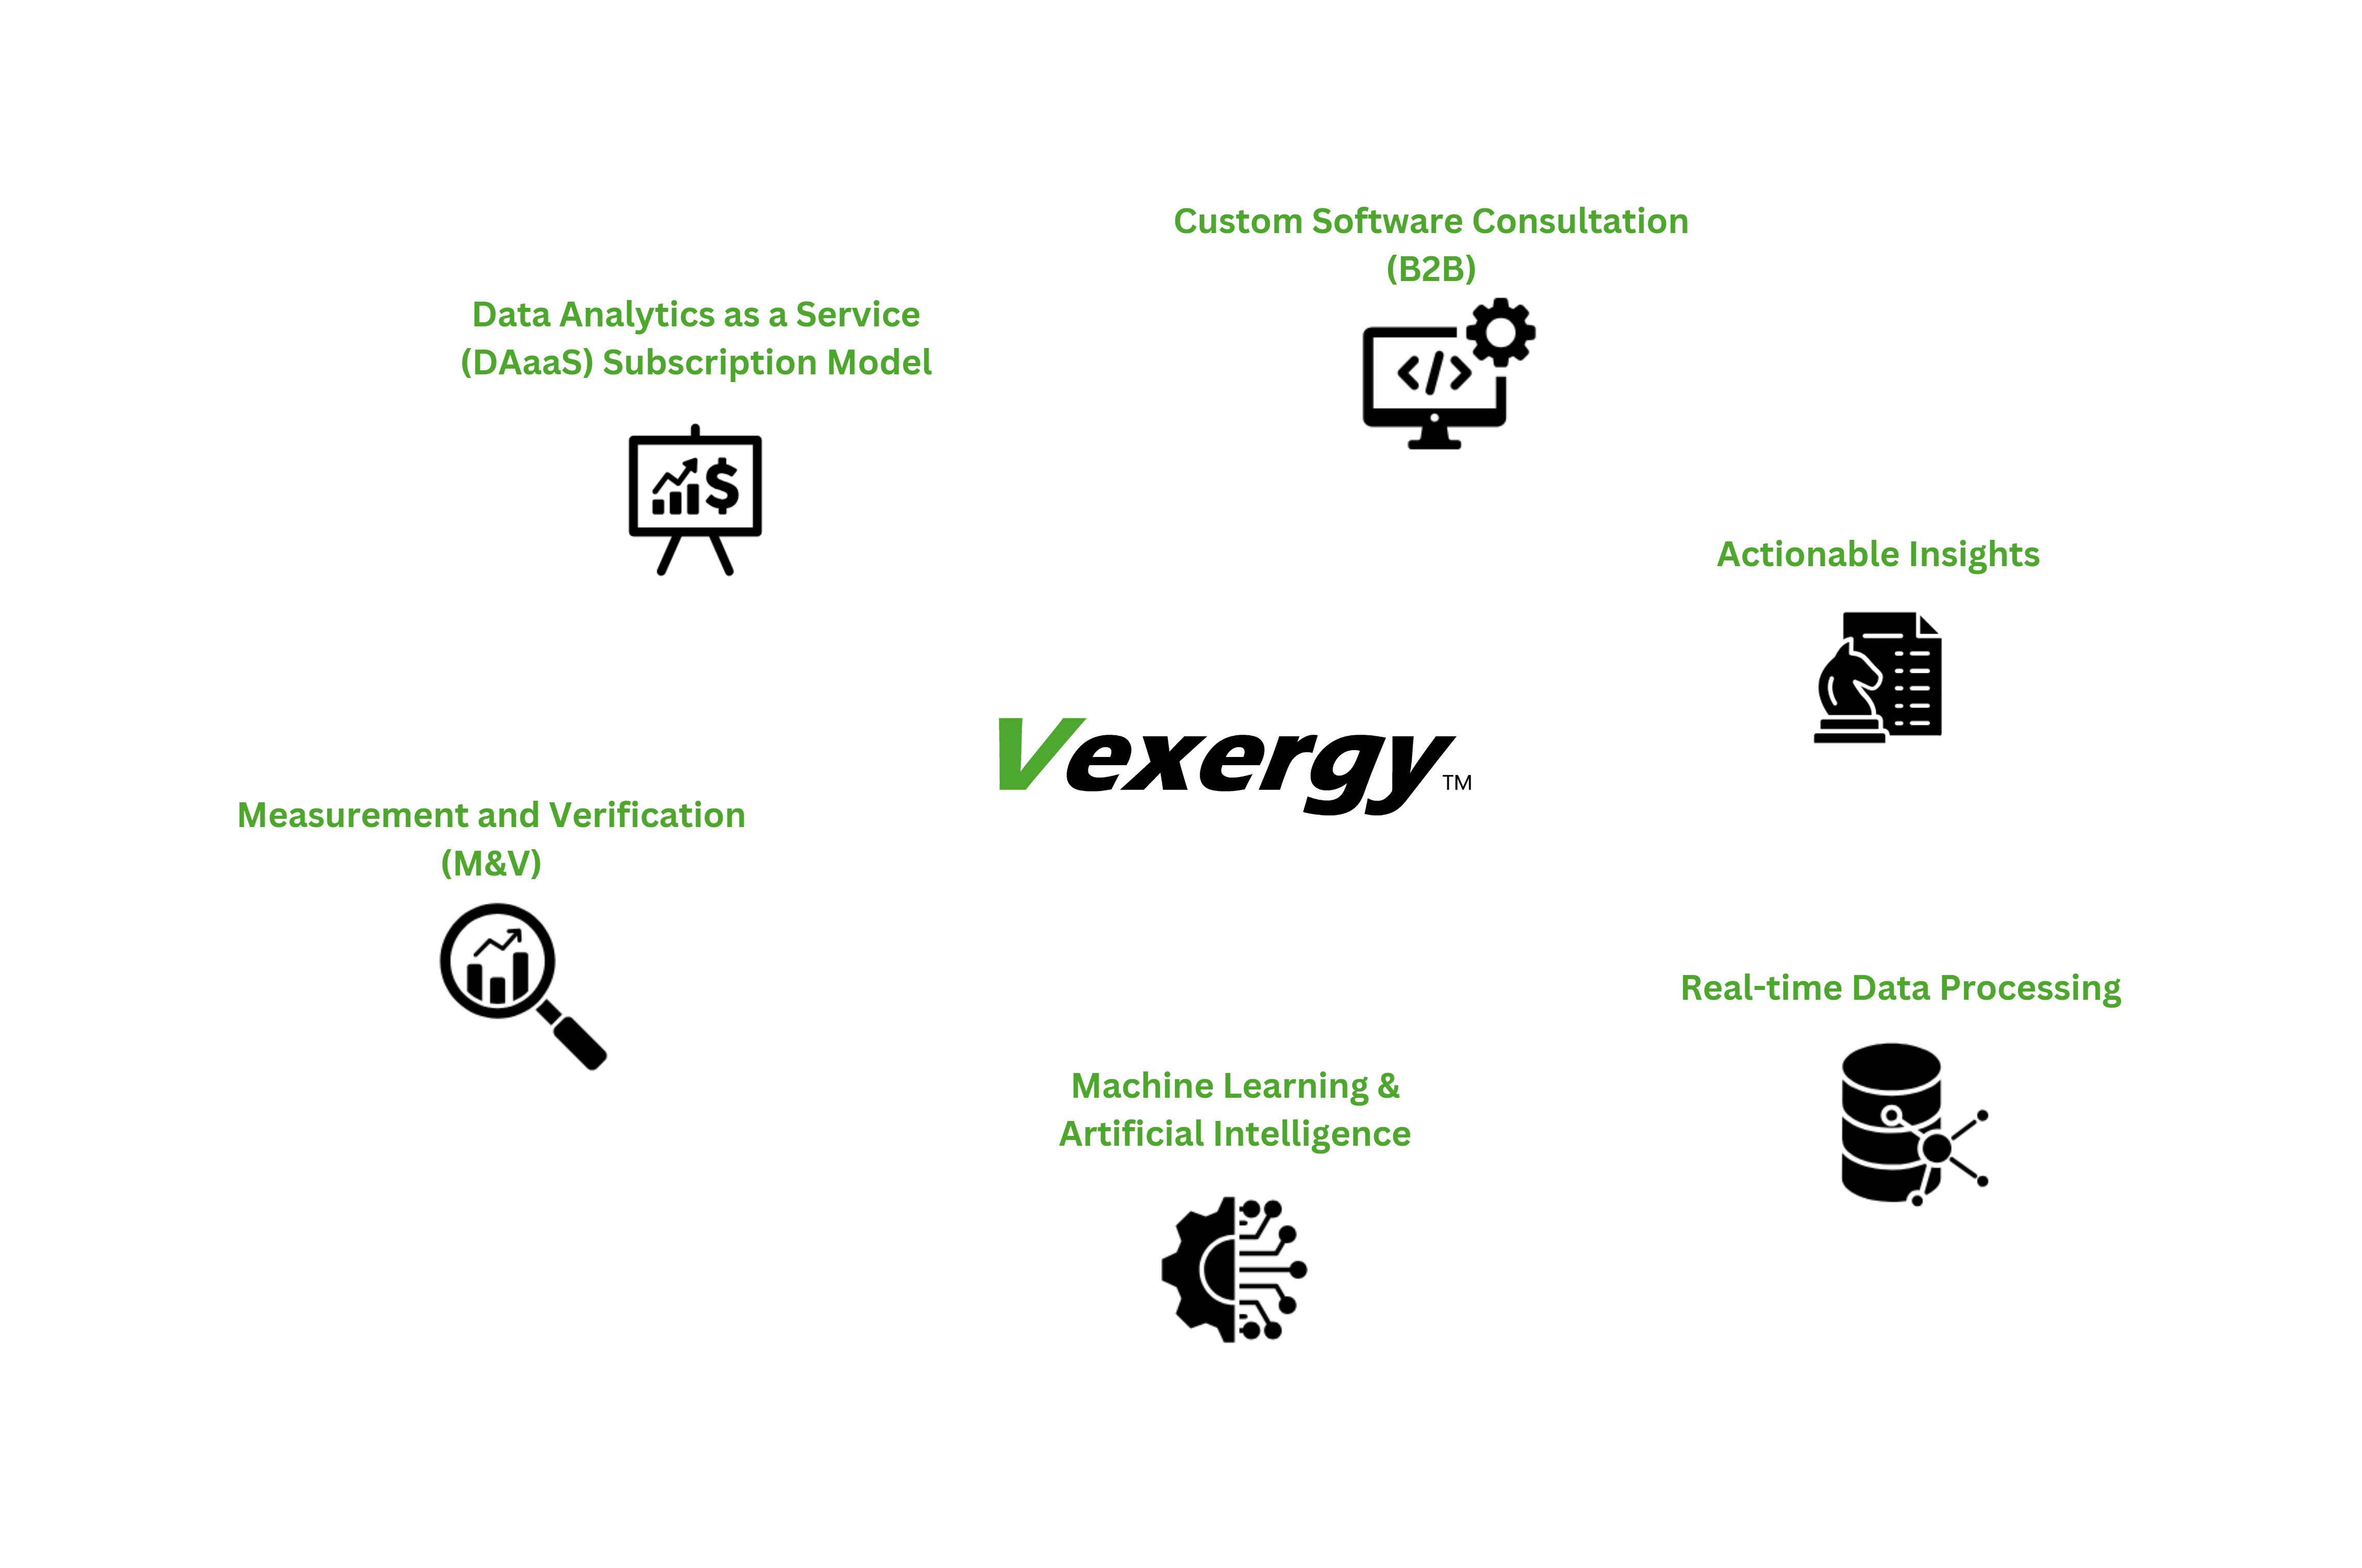 Custom Software Consultation
(B2B)
Data Analytics as a Service
(DAaaS) Subscription Model
$
</>
Actionable Insights
Vexergy™
Measurement and Verification
(M&V)
Real-time Data Processing
Machine Learning &
Artificial Intelligence